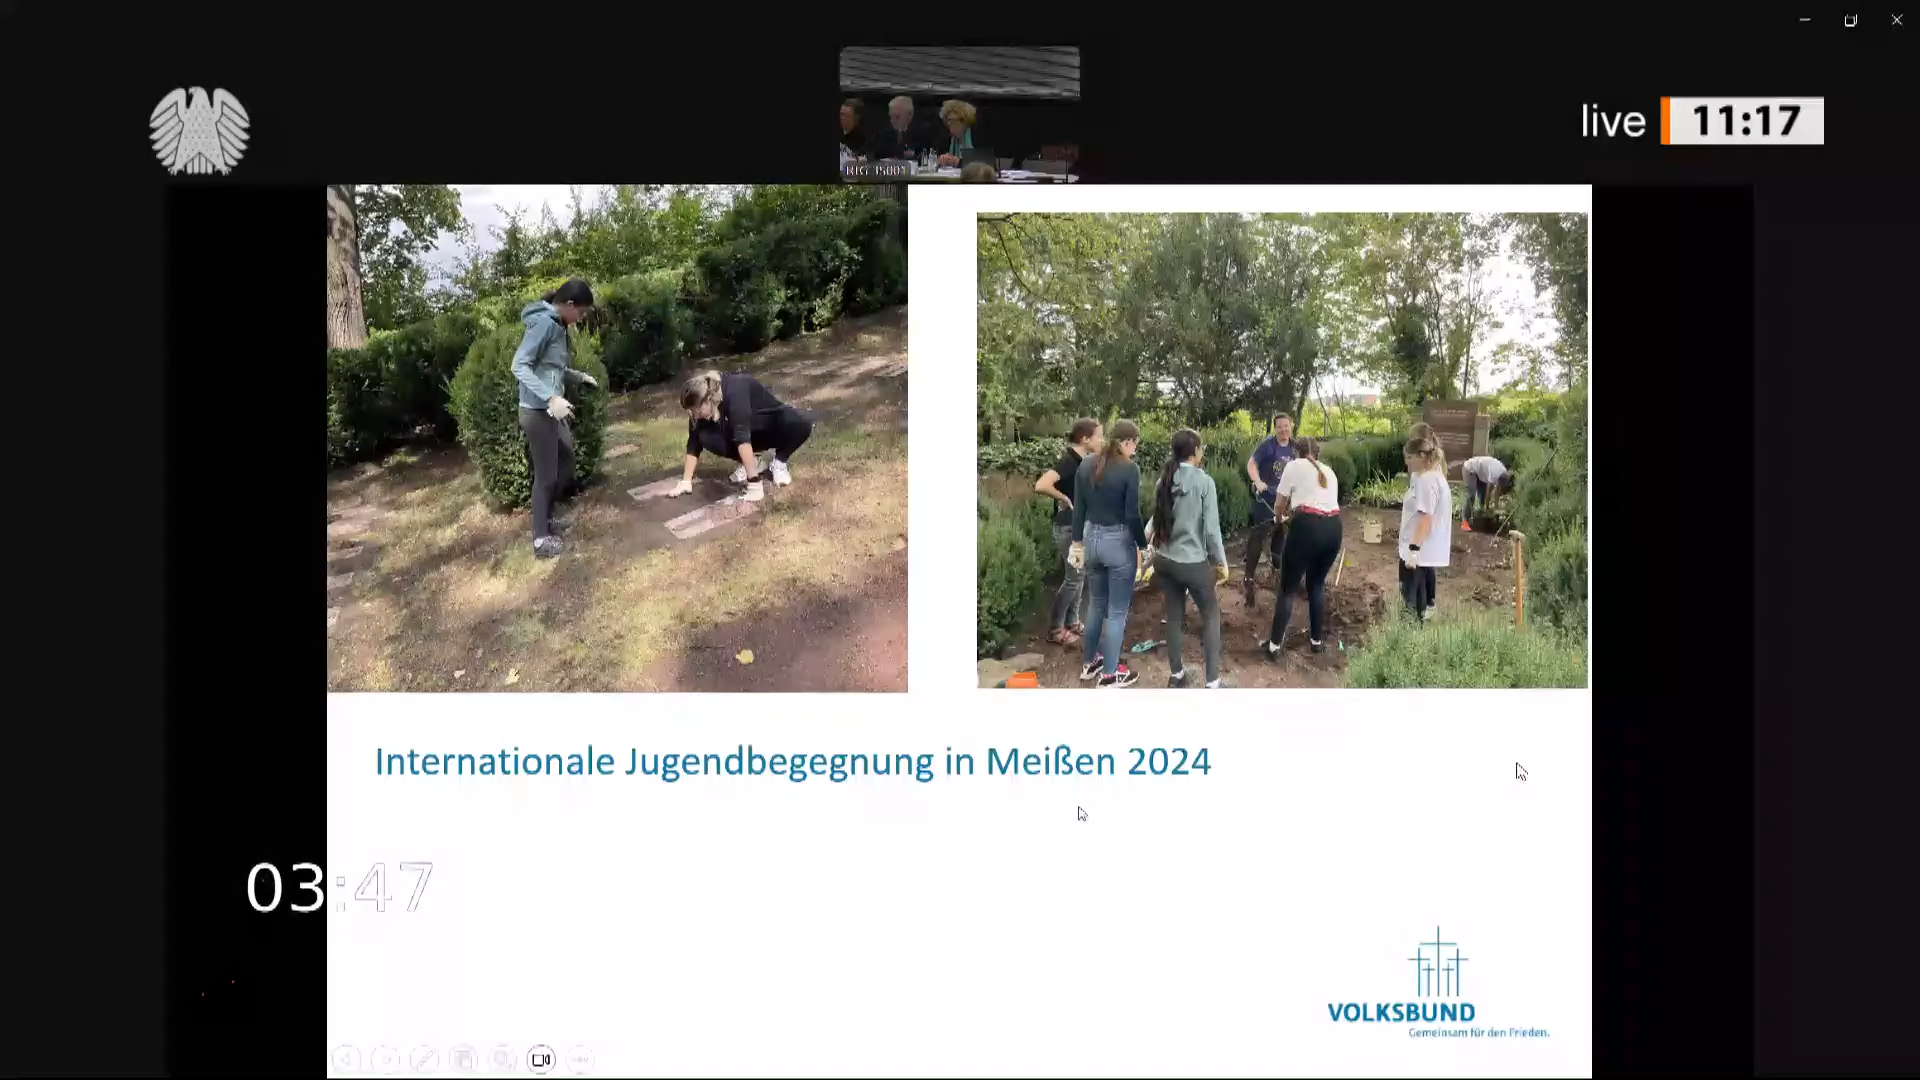 live 11:17
Internationale Jugendbegegnung in Meißen 2024
03:47
VOLKSBUND
Gemeinsam für den Frieden.